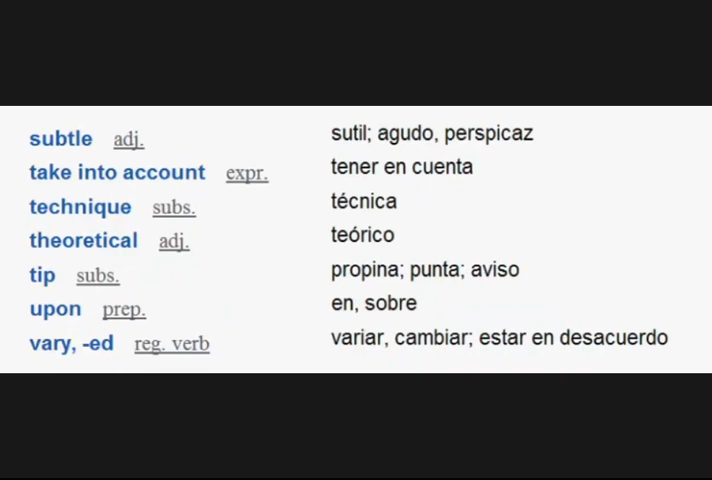 subtle adj. sutil; agudo, perspicaz
take into account expr. tener en cuenta
technique subs. técnica
theoretical adj. teórico
tip subs. propina; punta; aviso
upon prep. en, sobre
vary, -ed reg. verb variar, cambiar; estar en desacuerdo